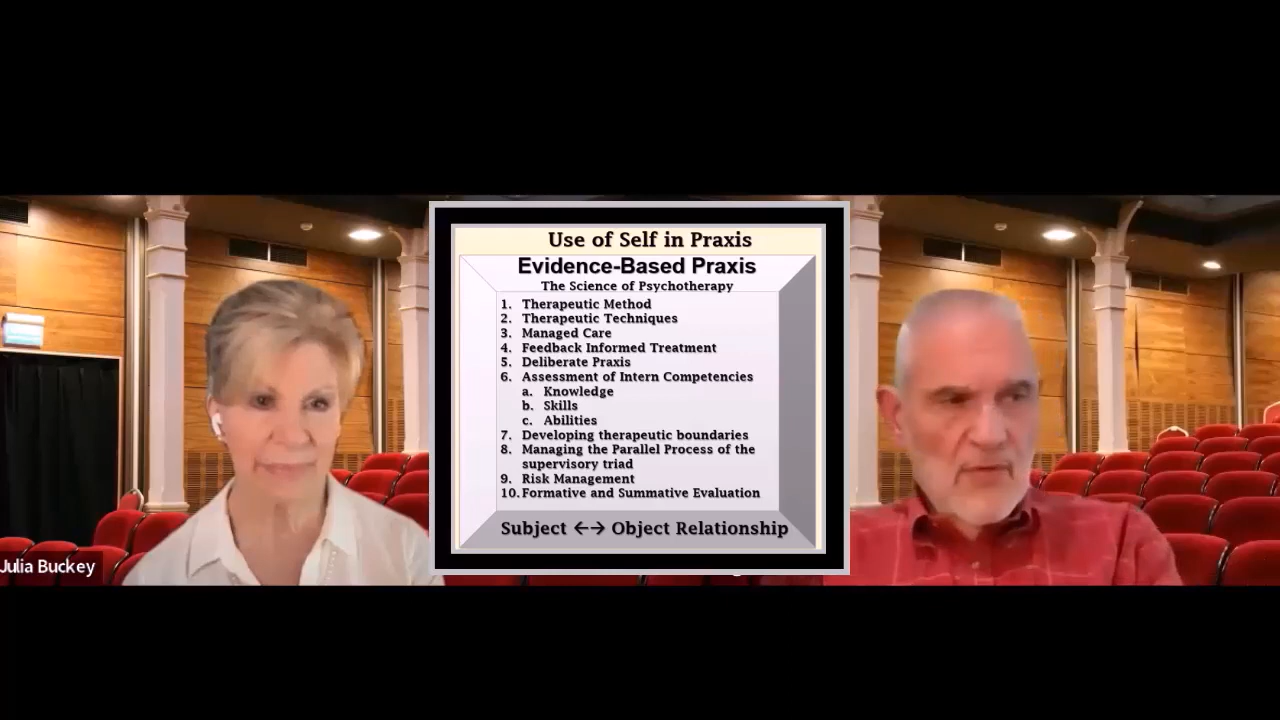 Use of Self in Praxis
Evidence-Based Praxis
The Science of Psychotherapy
1. Therapeutic Method
2. Therapeutic Techniques
3. Managed Care
4. Feedback Informed Treatment
5. Deliberate Praxis
6. Assessment of Intern Competencies
a. Knowledge
b. Skills
c. Abilities
7. Developing therapeutic boundaries
8. Managing the Parallel Process of the
supervisory triad
9. Risk Management
10. Formative and Summative Evaluation
Subject ←→ Object Relationship
Julia Buckey